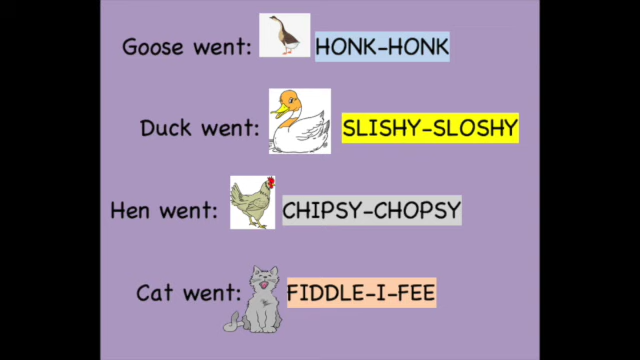 Goose went: HONK-HONK
Duck went: SLISHY-SLOSHY
Hen went: CHIPSY-CHOPSY
Cat went: FIDDLE-I-FEE